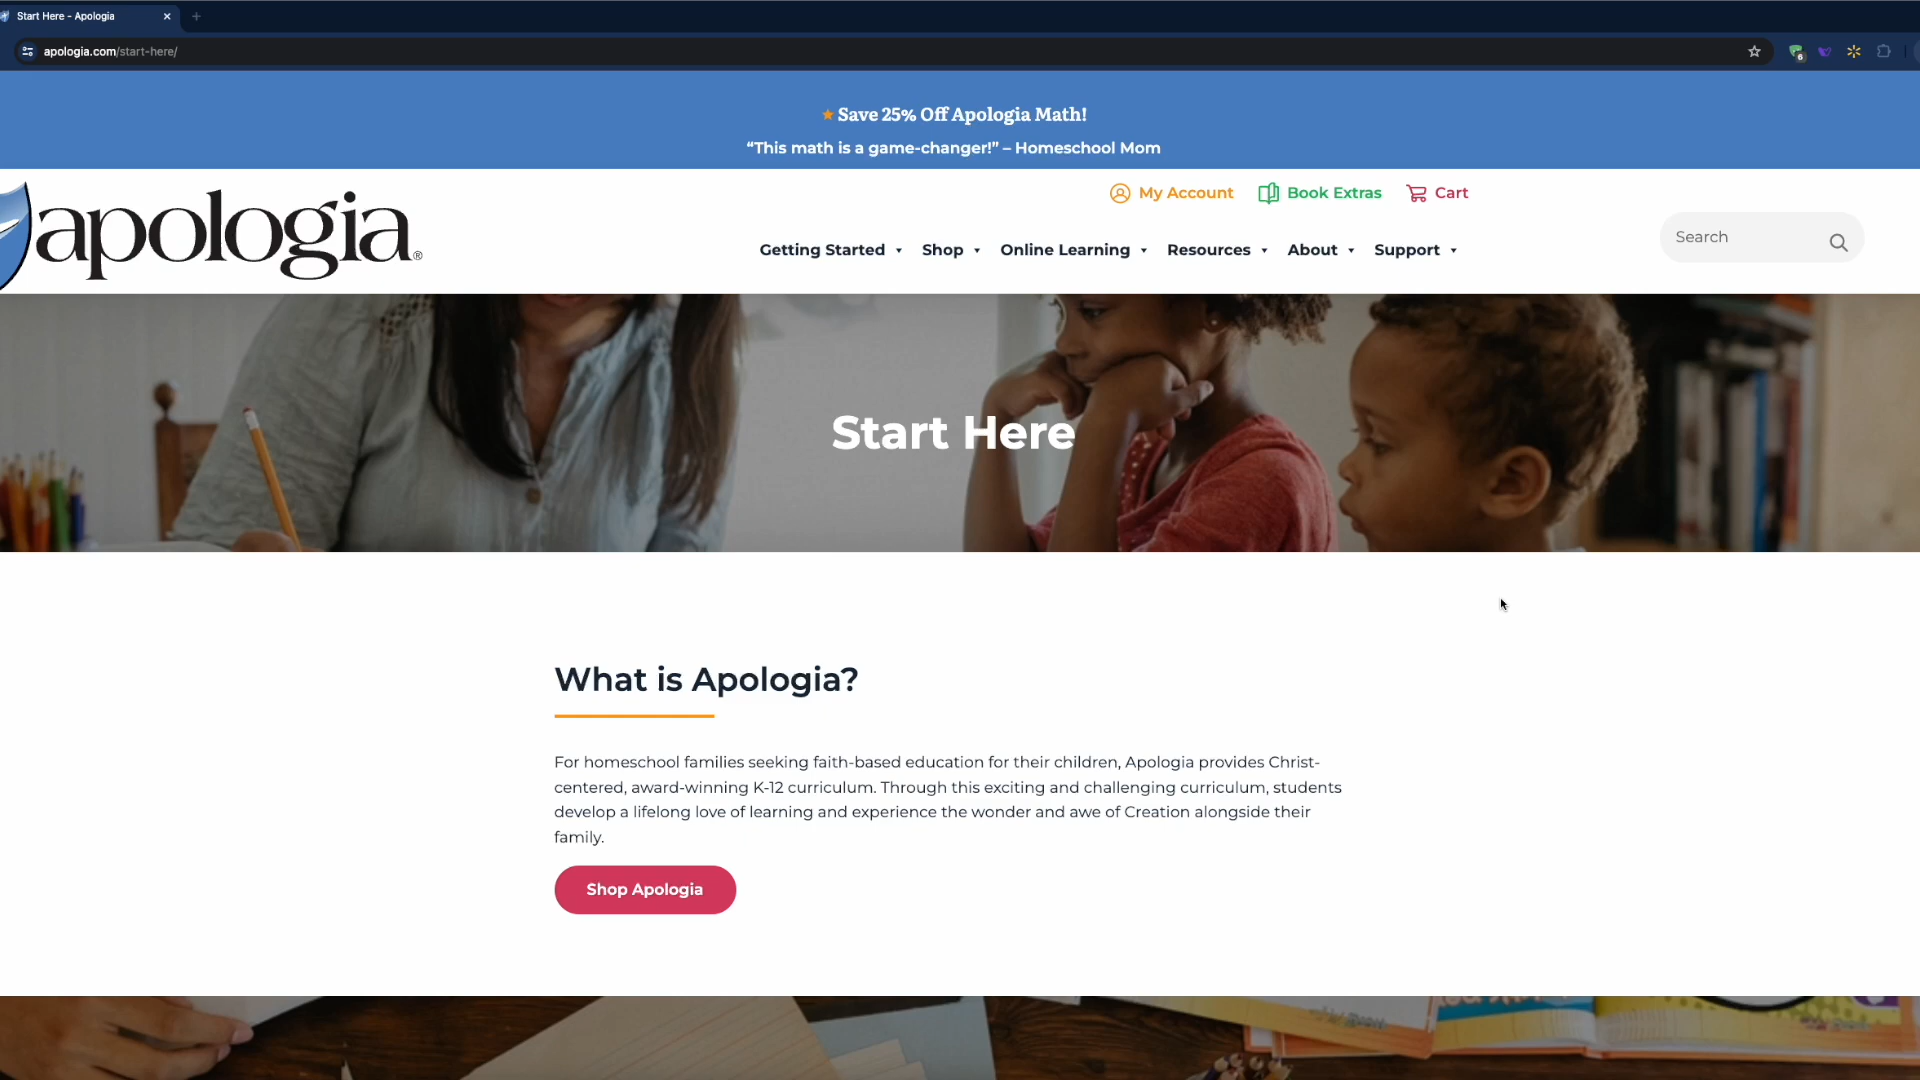 Start Here - Apologia
apologia.com/start-here/
6
Save 25% Off Apologia Math!
“This math is a game-changer!” – Homeschool Mom
apologia®
My Account
Book Extras
Cart
Getting Started
Shop
Online Learning
Resources
About
Support
Search
Start Here
What is Apologia?
For homeschool families seeking faith-based education for their children, Apologia provides Christ-
centered, award-winning K-12 curriculum. Through this exciting and challenging curriculum, students
develop a lifelong love of learning and experience the wonder and awe of Creation alongside their
family.
Shop Apologia